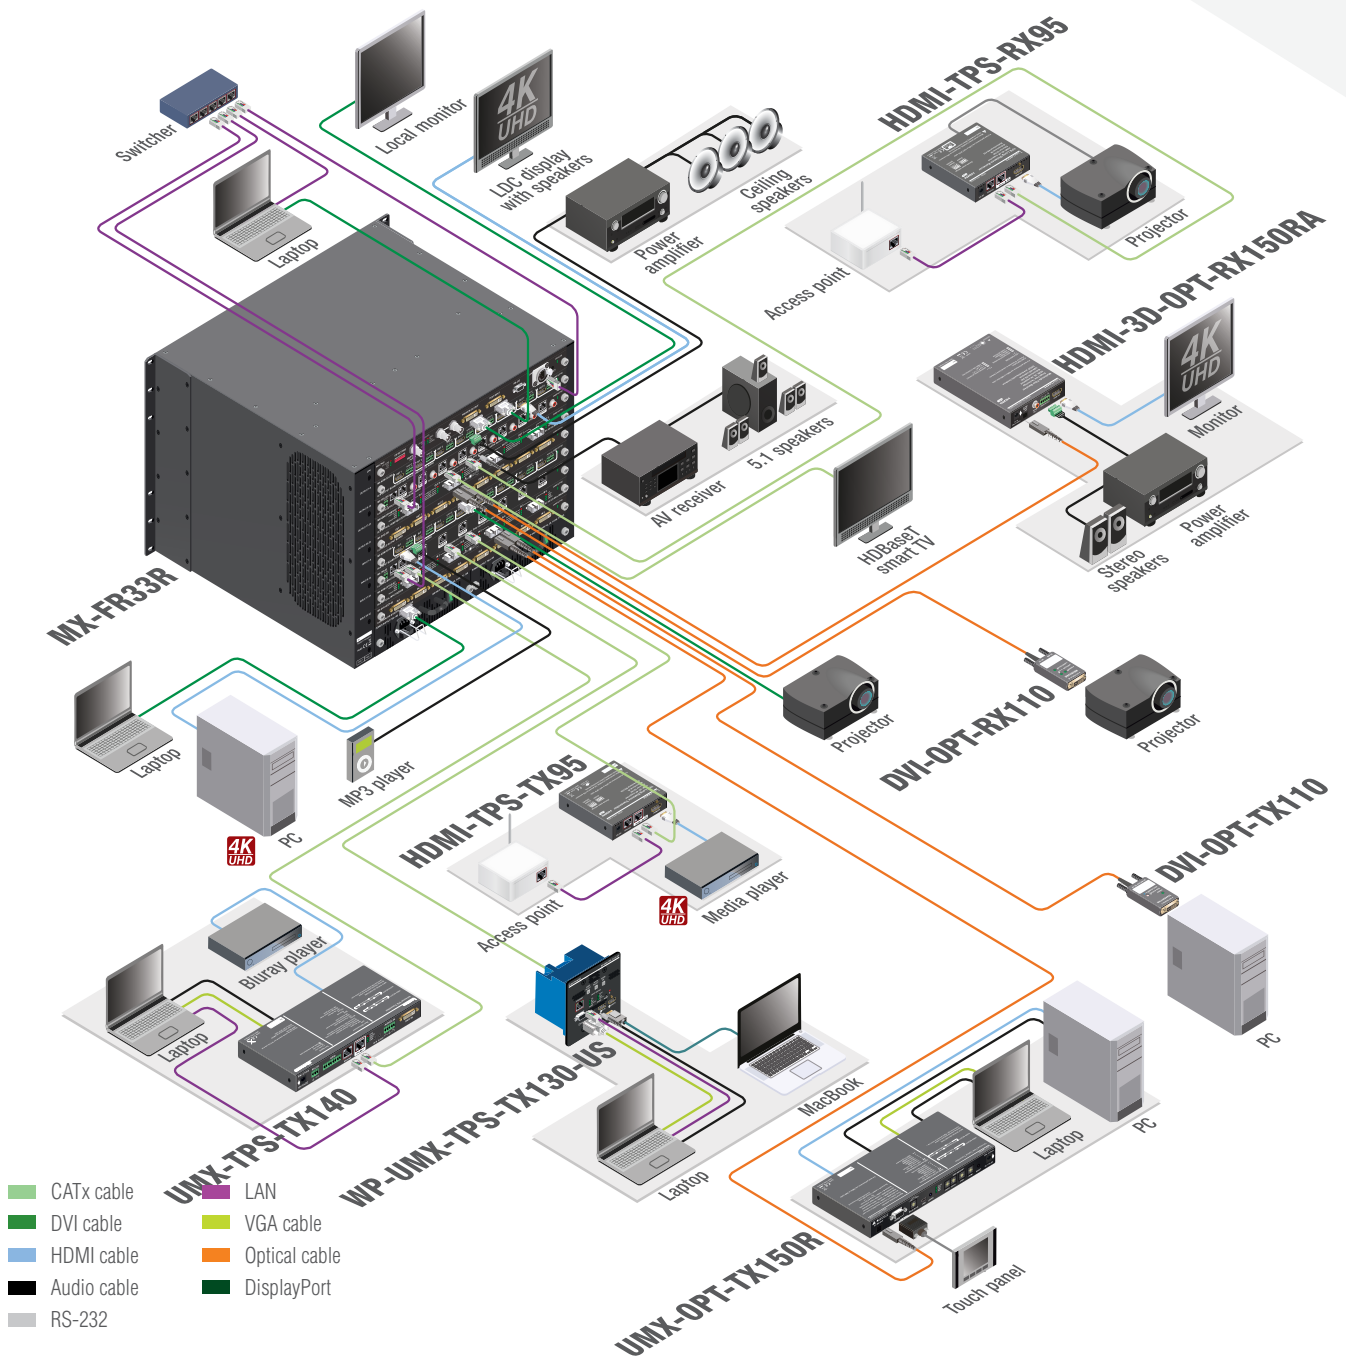 HDMI-TPS-RX95
Switcher
Local monitor
4K
UHD
LDC display
with speakers
Ceiling
speakers
Power
amplifier
Laptop
Projector
Access point
HDMI-3D-OPT-RX150RA
4K
UHD
Monitor
5.1 speakers
AV receiver
HDBaseT
smart TV
Power
amplifier
Stereo
speakers
MX-FR33R
Laptop
PC
4K
UHD
MP3 player
Projector
DVI-OPT-RX110
Projector
HDMI-TPS-TX95
Access point
4K
UHD
Media player
DVI-OPT-TX110
PC
Bluray player
Laptop
UMX-TPS-TX140
WP-UMX-TPS-TX130-US
MacBook
Laptop
PC
Laptop
UMX-OPT-TX150R
Touch panel
CATx cable
DVI cable
HDMI cable
Audio cable
RS-232
LAN
VGA cable
Optical cable
DisplayPort